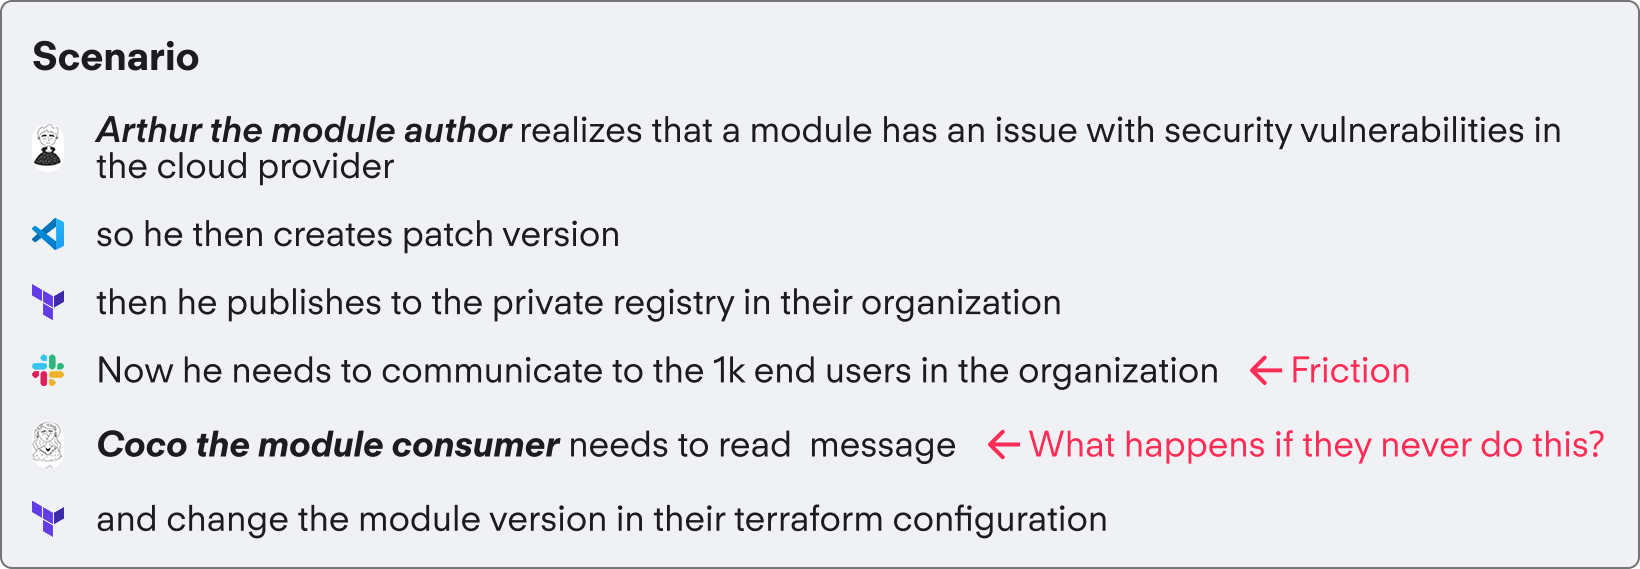 Scenario
Arthur the module author realizes that a module has an issue with security vulnerabilities in
the cloud provider
so he then creates patch version
then he publishes to the private registry in their organization
Now he needs to communicate to the 1k end users in the organization ← Friction
Coco the module consumer needs to read  message ← What happens if they never do this?
and change the module version in their terraform configuration